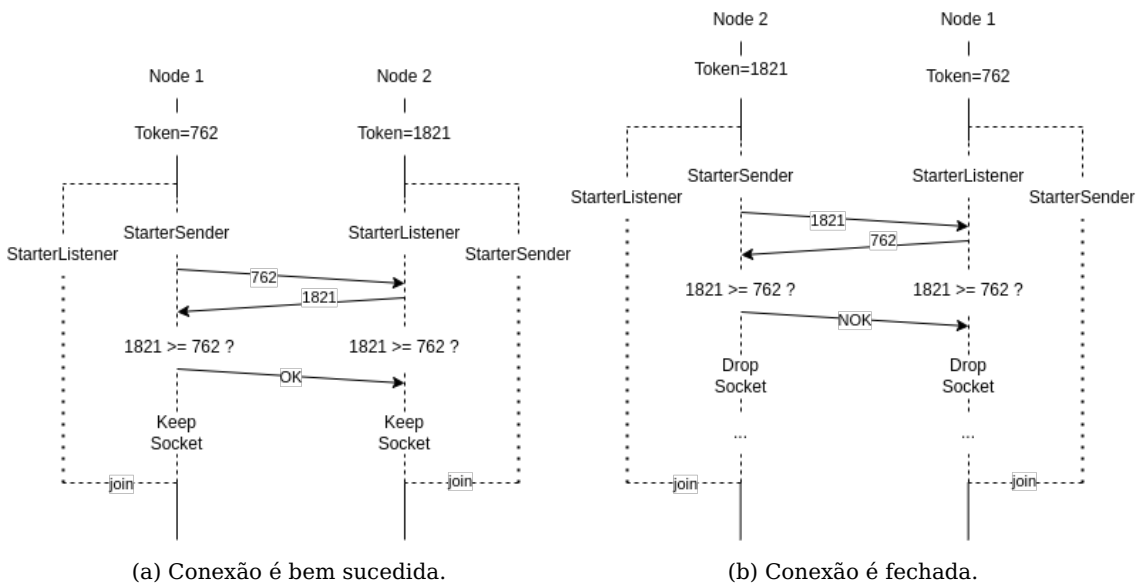 Node 1
Node 2
Token=762
Token=1821
StarterSender
StarterListener
StarterListener
StarterSender
762
1821
1821 >= 762 ?
1821 >= 762 ?
OK
Keep
Socket
Keep
Socket
join
join
(a) Conexão é bem sucedida.
Node 2
Node 1
Token=1821
Token=762
StarterSender
StarterListener
StarterListener
StarterSender
1821
762
1821 >= 762 ?
1821 >= 762 ?
NOK
Drop
Socket
Drop
Socket
...
...
join
join
(b) Conexão é fechada.